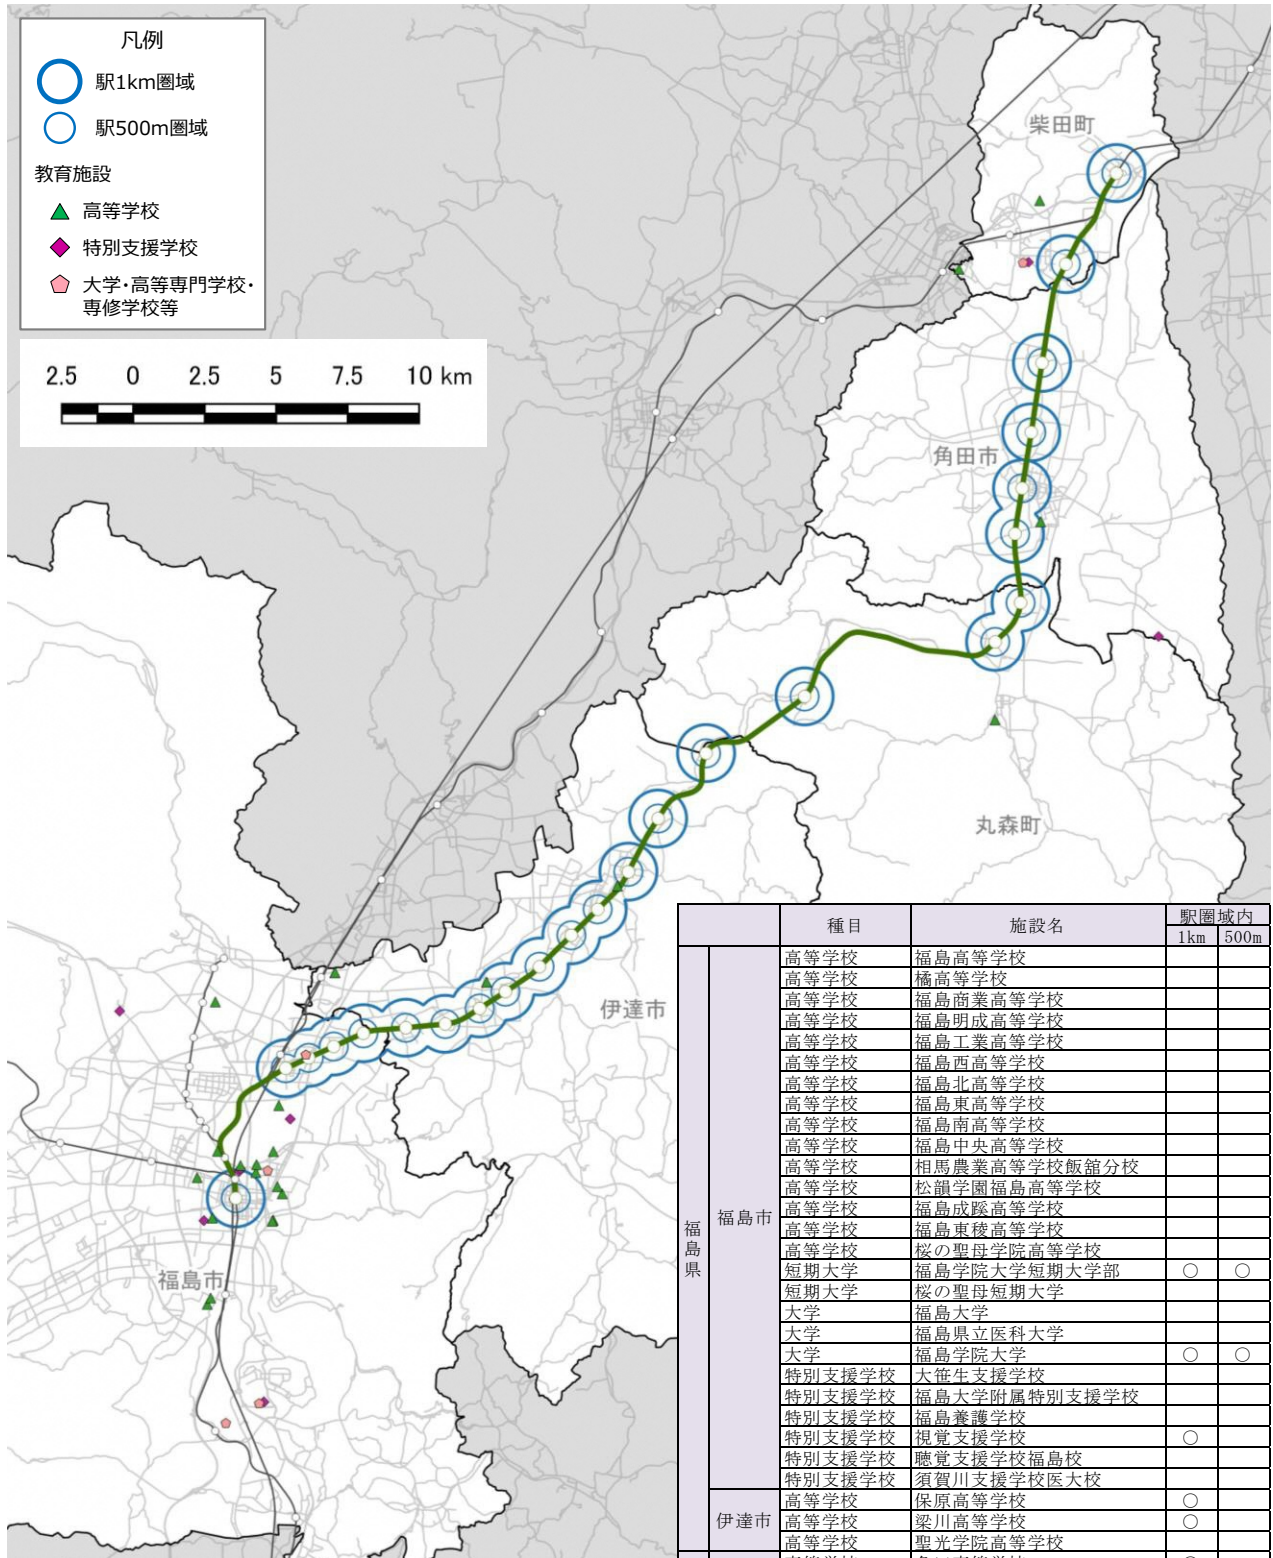 凡例
駅1km圏域
駅500m圏域
教育施設
高等学校
特別支援学校
大学・高等専門学校・
専修学校等
2.5 0 2.5 5 7.5 10 km
柴田町
角田市
丸森町
伊達市
福島市
種目 施設名 駅圏域内
1km 500m
福島県
福島市
高等学校 福島高等学校
高等学校 橘高等学校
高等学校 福島商業高等学校
高等学校 福島明成高等学校
高等学校 福島工業高等学校
高等学校 福島西高等学校
高等学校 福島北高等学校
高等学校 福島東高等学校
高等学校 福島南高等学校
高等学校 福島中央高等学校
高等学校 相馬農業高等学校飯舘分校
高等学校 松韻学園福島高等学校
高等学校 福島成蹊高等学校
高等学校 福島東稜高等学校
高等学校 桜の聖母学院高等学校
短期大学 福島学院大学短期大学部 ○ ○
短期大学 桜の聖母短期大学
大学 福島大学
大学 福島県立医科大学
大学 福島学院大学 ○ ○
特別支援学校 大笹生支援学校
特別支援学校 福島大学附属特別支援学校
特別支援学校 福島養護学校
特別支援学校 視覚支援学校 ○
特別支援学校 聴覚支援学校福島校
特別支援学校 須賀川支援学校医大校
伊達市
高等学校 保原高等学校 ○
高等学校 梁川高等学校 ○
高等学校 聖光学院高等学校